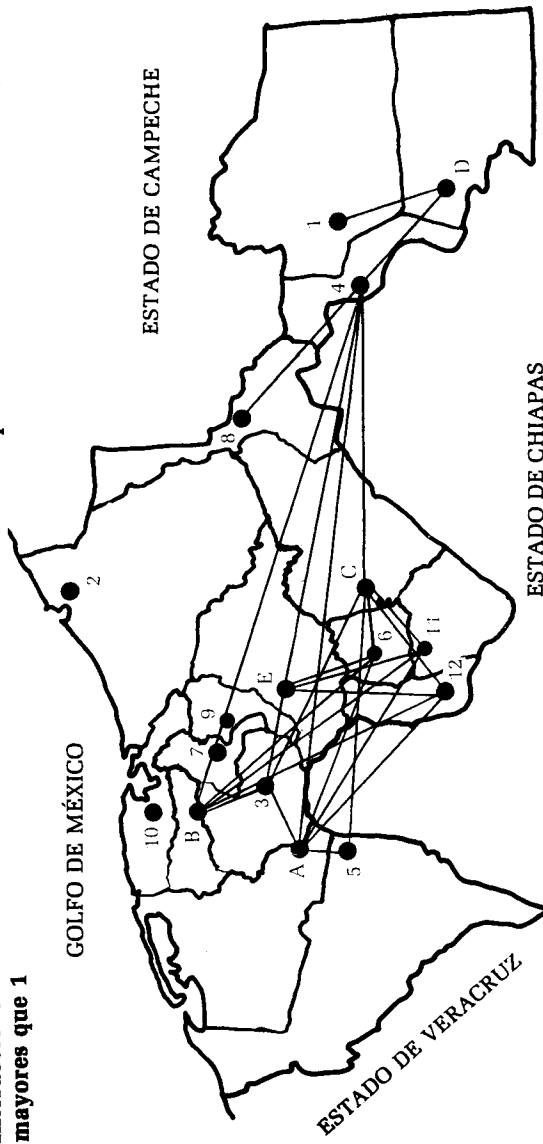 mayores que 1
GOLFO DE MÉXICO
ESTADO DE CAMPECHE
2
10
8
1
B
7
9
4
D
3
E
A
5
6
C
12
11
ESTADO DE VERACRUZ
ESTADO DE CHIAPAS